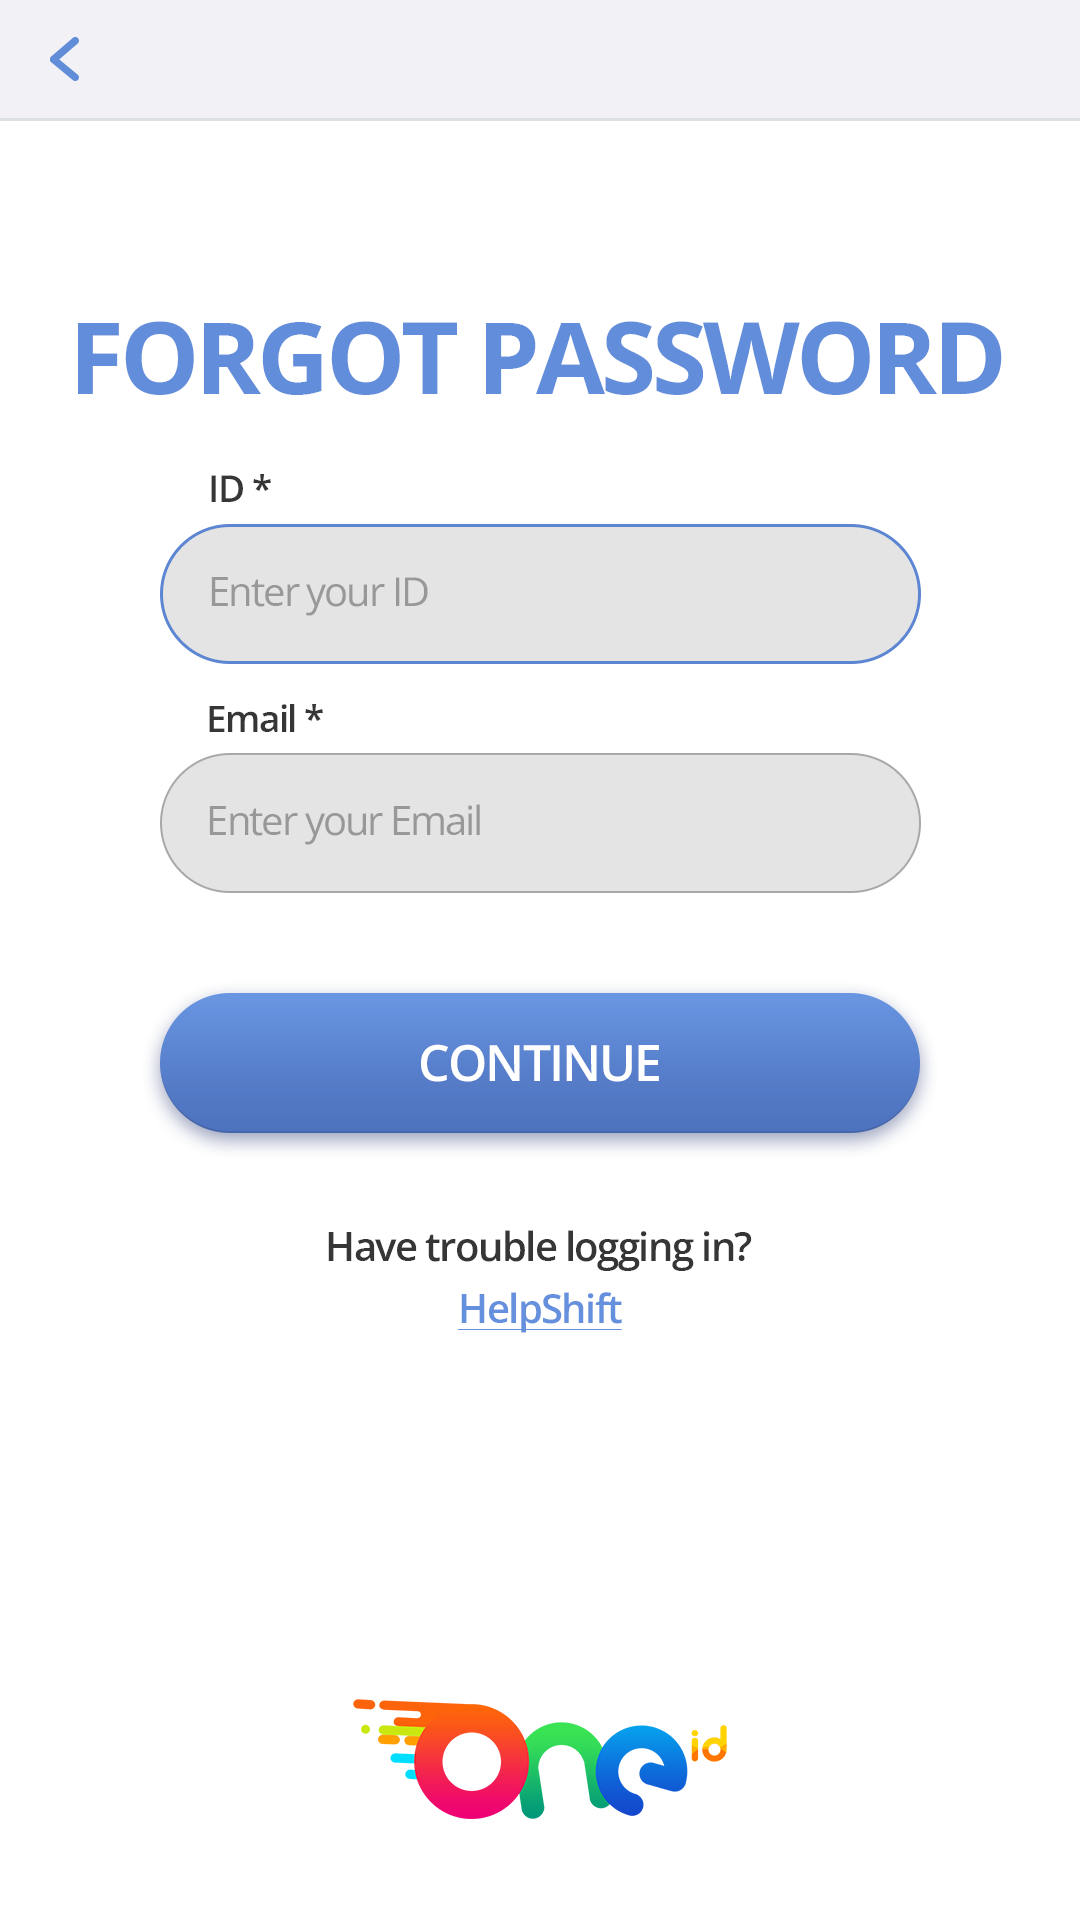 FORGOT PASSWORD
ID *
Enter your ID
Email *
Enter your Email
CONTINUE
Have trouble logging in?
HelpShift
One id